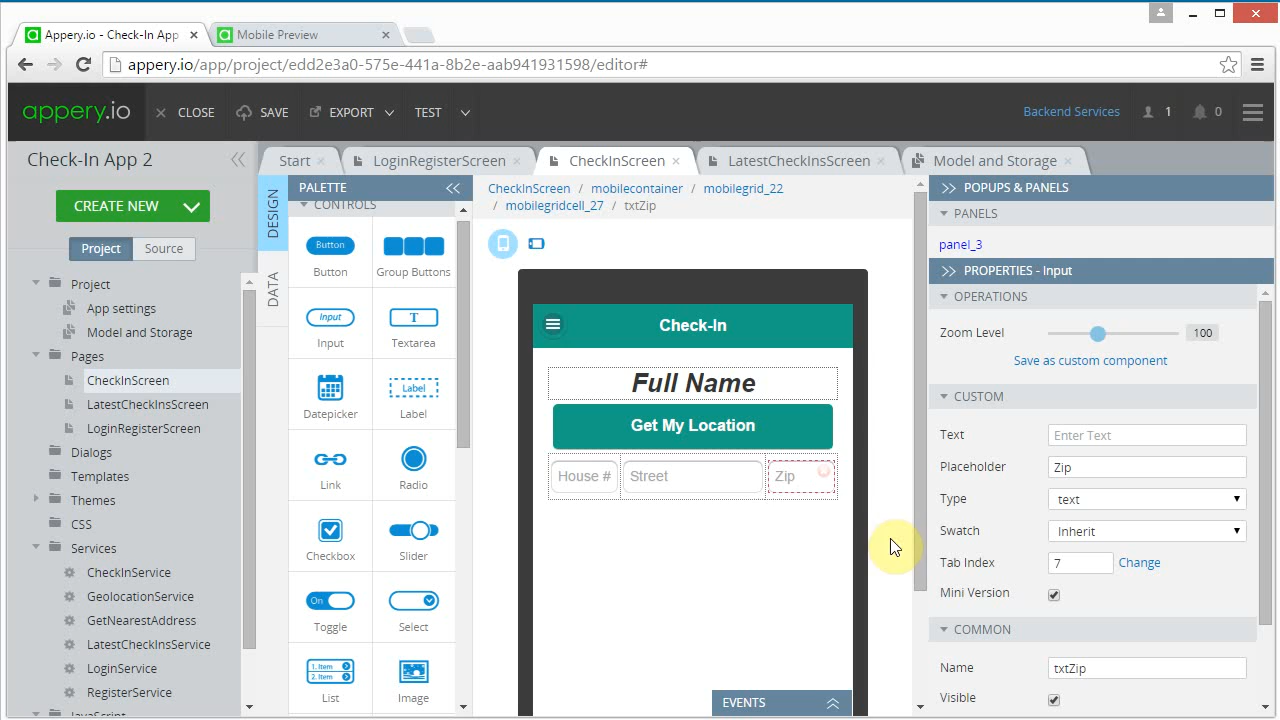 Appery.io - Check-In App
Mobile Preview
appery.io/app/project/edd2e3a0-575e-441a-8b2e-aab941931598/editor#
appery.io
CLOSE
SAVE
EXPORT
TEST
Backend Services
1
0
Check-In App 2
Start
LoginRegisterScreen
CheckInScreen
LatestCheckInsScreen
Model and Storage
CREATE NEW
Project
Source
Project
App settings
Model and Storage
Pages
CheckInScreen
LatestCheckInsScreen
LoginRegisterScreen
Dialogs
Templates
Themes
CSS
Services
CheckInService
GeolocationService
GetNearestAddress
LatestCheckInsService
LoginService
RegisterService
JavaScript
DESIGN
DATA
PALETTE
CONTROLS
Button
Button
Group Buttons
Input
Input
T
Textarea
Datepicker
Label
Label
Link
Radio
Checkbox
Slider
On
Toggle
Select
1. Item
2. Item
List
Image
CheckInScreen / mobilecontainer / mobilegrid_22
/ mobilegridcell_27 / txtZip
Check-In
Full Name
Get My Location
House #
Street
Zip
EVENTS
POPUPS & PANELS
PANELS
panel_3
PROPERTIES - Input
OPERATIONS
Zoom Level
100
Save as custom component
CUSTOM
Text
Enter Text
Placeholder
Zip
Type
text
Swatch
Inherit
Tab Index
7
Change
Mini Version
COMMON
Name
txtZip
Visible